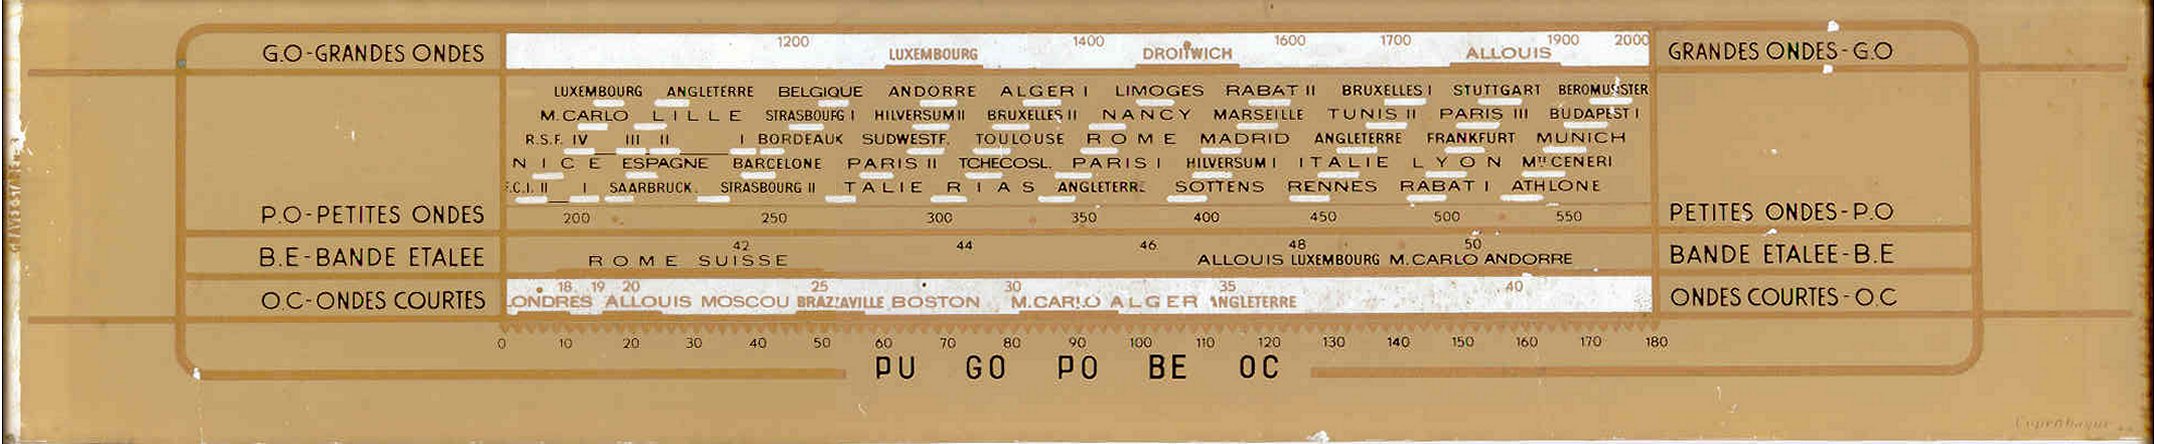 1200 1400 1600 1700 1900 2000
G.O-GRANDES ONDES LUXEMBOURG DROITWICH ALLOUIS GRANDES ONDES-G.O
LUXEMBOURG ANGLETERRE BELGIQUE ANDORRE ALGER I LIMOGES RABAT II BRUXELLES I STUTTGART BEROMUNSTER
M.CARLO LILLE STRASBOURG I HILVERSUM II BRUXELLES II NANCY MARSEILLE TUNIS II PARIS III BUDAPEST I
R.S.F. IV III II I BORDEAUX SUDWESTF. TOULOUSE ROME MADRID ANGLETERRE FRANKFURT MUNICH
NICE ESPAGNE BARCELONE PARIS II TCHECOSL. PARIS I HILVERSUM I ITALIE LYON Mᵗᵉ CENERI
F.C.I. II I SAARBRUCK. STRASBOURG II ITALIE RIAS ANGLETERRE SOTTENS RENNES RABAT I ATHLONE
P.O-PETITES ONDES 200 250 300 350 400 450 500 550 PETITES ONDES-P.O
42 44 46 48 50
B.E-BANDE ETALEE ROME SUISSE ALLOUIS LUXEMBOURG M.CARLO ANDORRE BANDE ETALEE-B.E
18 19 20 25 30 35 40
O.C-ONDES COURTES LONDRES ALLOUIS MOSCOU BRAZZAVILLE BOSTON M.CARLO ALGER ANGLETERRE ONDES COURTES-O.C
0 10 20 30 40 50 60 70 80 90 100 110 120 130 140 150 160 170 180
PU GO PO BE OC
Copenhague